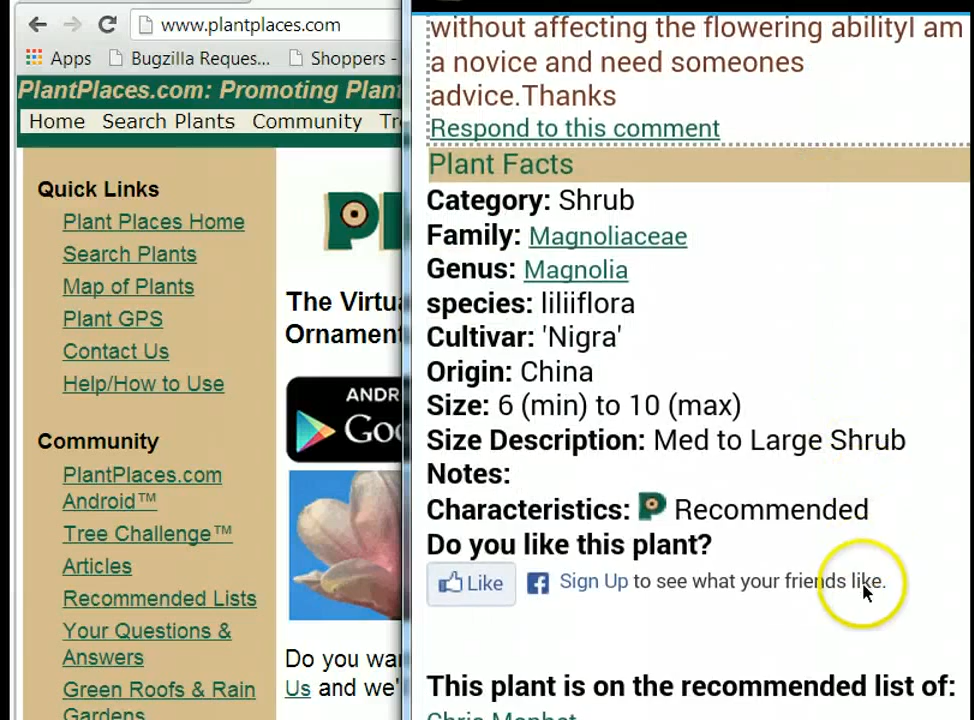 www.plantplaces.com
Apps Bugzilla Reques... Shoppers -
PlantPlaces.com: Promoting Plan
Home Search Plants Community Tr
Quick Links
Plant Places Home
Search Plants
Map of Plants
Plant GPS
Contact Us
Help/How to Use
Community
PlantPlaces.com
Android™
Tree Challenge™
Articles
Recommended Lists
Your Questions &
Answers
Green Roofs & Rain
Gardens
The Virtua
Ornament
ANDR
Goo
Do you wa
Us and we'
without affecting the flowering abilityI am
a novice and need someones
advice.Thanks
Respond to this comment
Plant Facts
Category: Shrub
Family: Magnoliaceae
Genus: Magnolia
species: liliiflora
Cultivar: 'Nigra'
Origin: China
Size: 6 (min) to 10 (max)
Size Description: Med to Large Shrub
Notes:
Characteristics: P Recommended
Do you like this plant?
Like Sign Up to see what your friends like.
This plant is on the recommended list of: